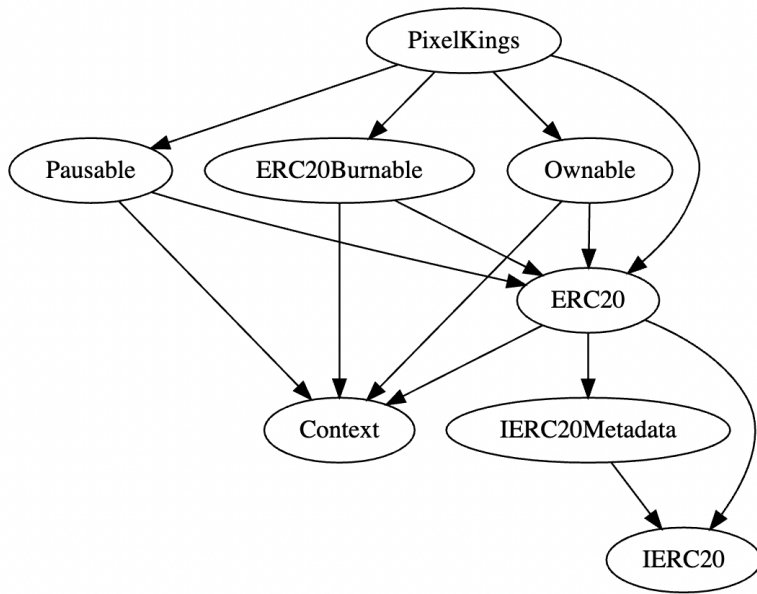 PixelKings
Pausable
ERC20Burnable
Ownable
ERC20
Context
IERC20Metadata
IERC20